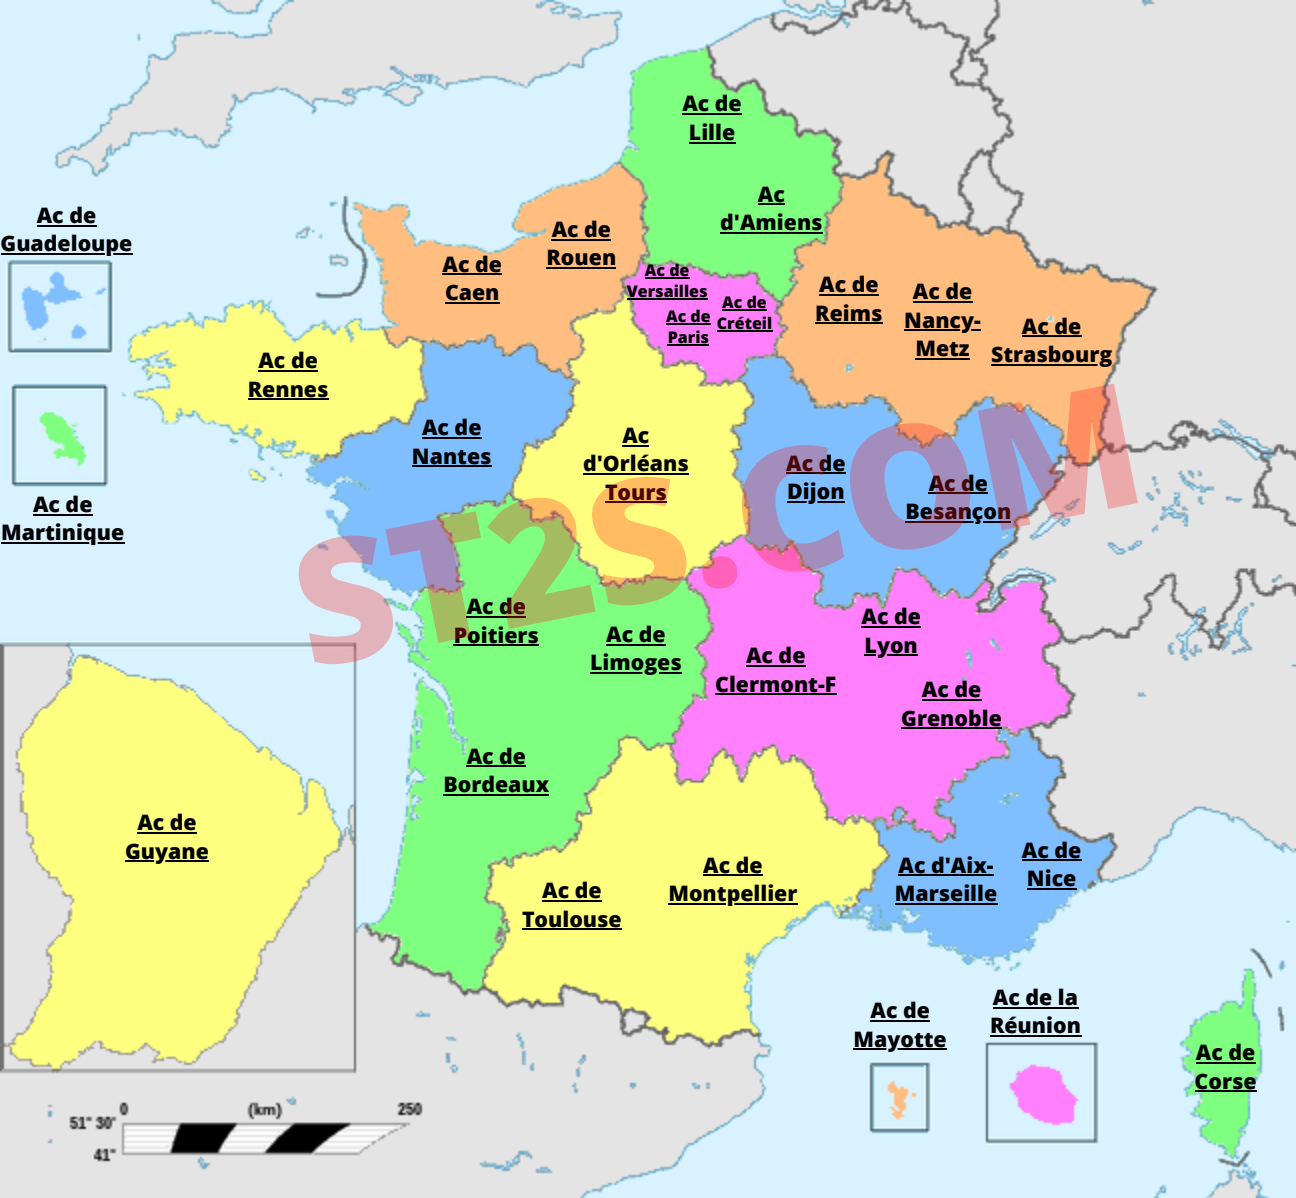 Ac de
Lille
Ac
d'Amiens
Ac de
Guadeloupe
Ac de
Rouen
Ac de
Caen
Ac de
Versailles
Ac de
Paris
Ac de
Créteil
Ac de
Reims
Ac de
Nancy-
Metz
Ac de
Strasbourg
Ac de
Rennes
Ac de
Nantes
Ac
d'Orléans
Tours
Ac de
Dijon
Ac de
Besançon
Ac de
Martinique
ST2S.COM
Ac de
Poitiers
Ac de
Limoges
Ac de
Clermont-F
Ac de
Lyon
Ac de
Grenoble
Ac de
Bordeaux
Ac de
Guyane
Ac de
Toulouse
Ac de
Montpellier
Ac d'Aix-
Marseille
Ac de
Nice
Ac de
Mayotte
Ac de la
Réunion
Ac de
Corse
0 (km) 250
51° 30'
41°